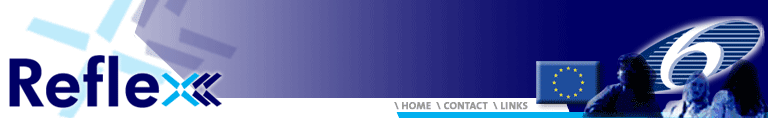 Reflex
6
\ HOME \ CONTACT \ LINKS